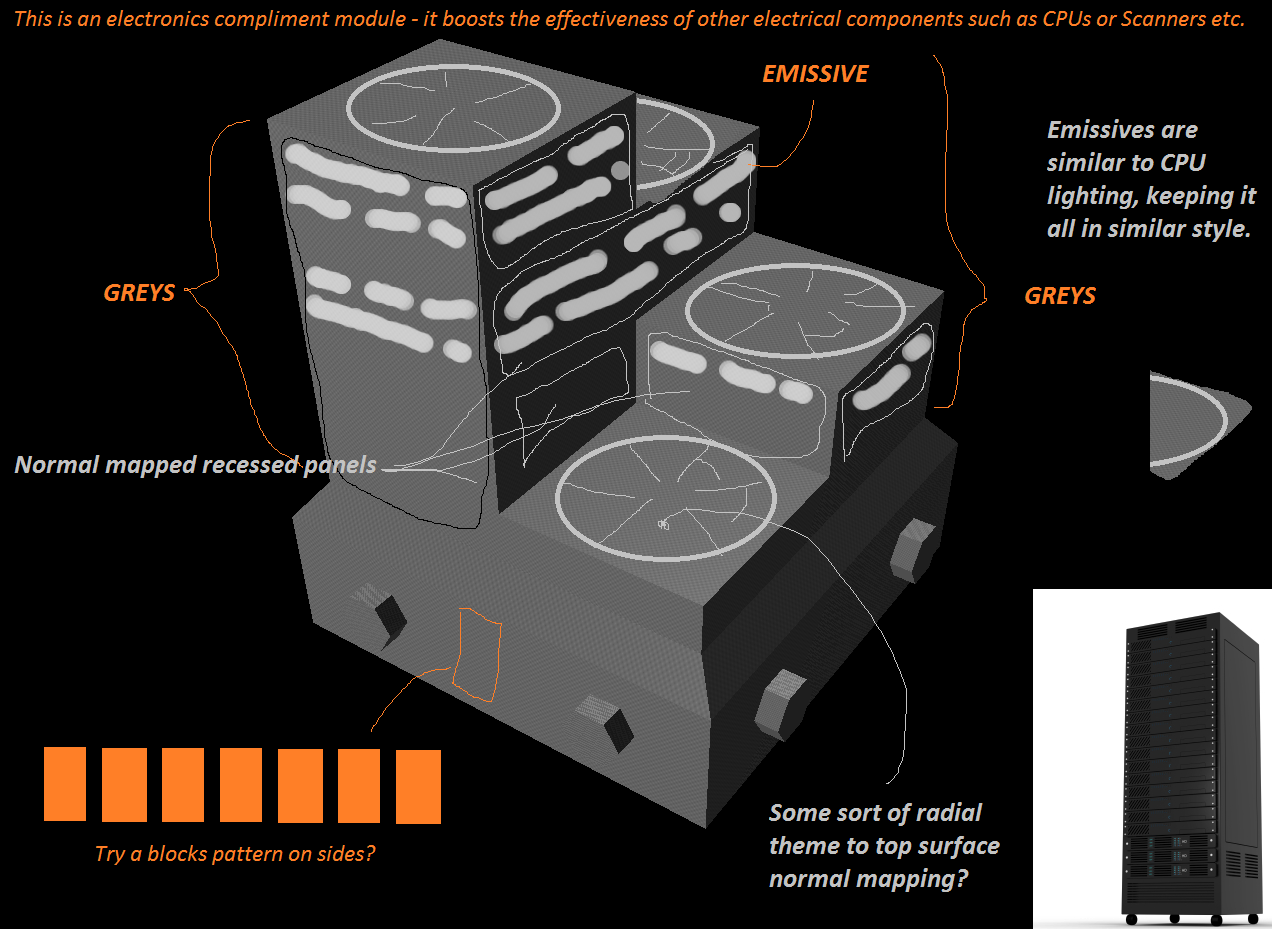 This is an electronics compliment module - it boosts the effectiveness of other electrical components such as CPUs or Scanners etc.
EMISSIVE
Emissives are
similar to CPU
lighting, keeping it
all in similar style.
GREYS
GREYS
Normal mapped recessed panels
Some sort of radial
theme to top surface
normal mapping?
Try a blocks pattern on sides?